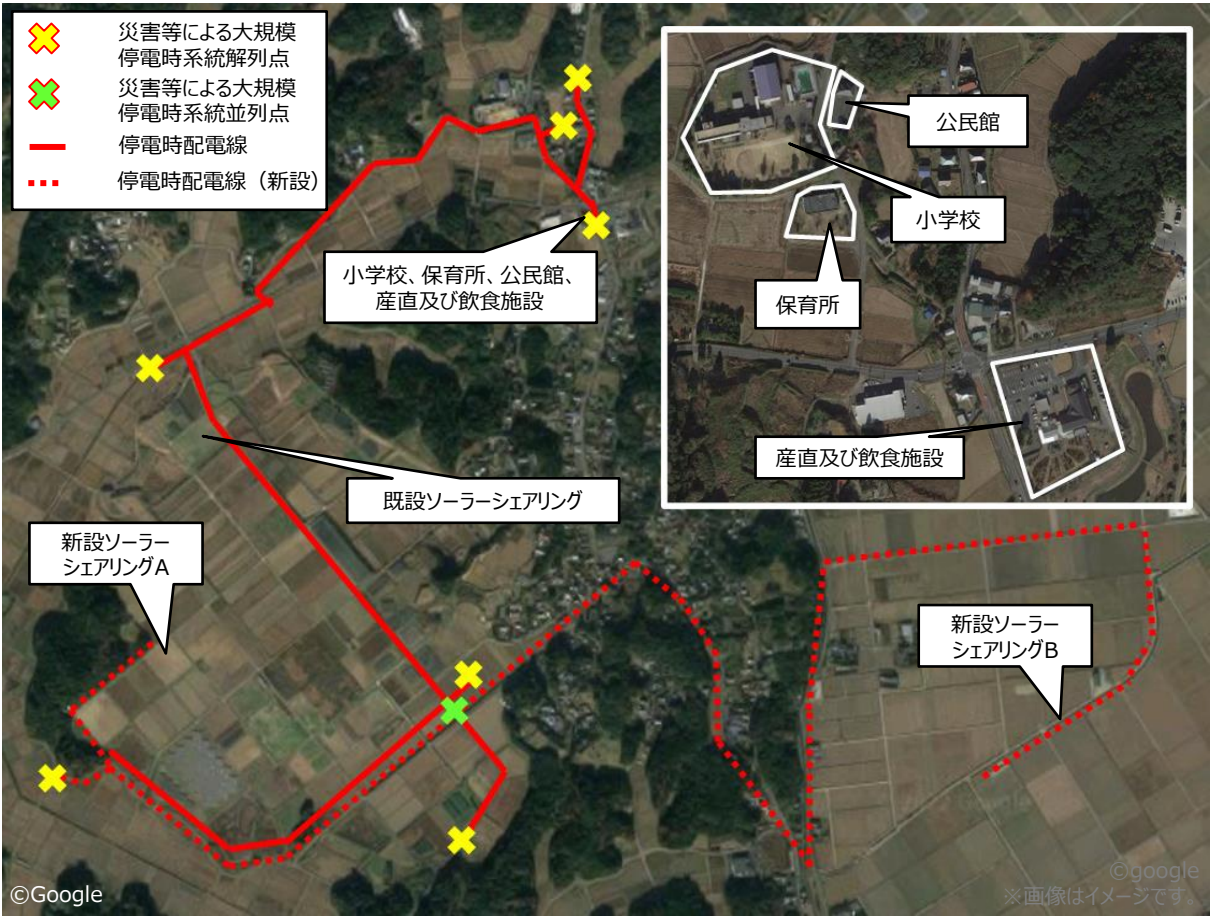 災害等による大規模
停電時系統解列点
災害等による大規模
停電時系統並列点
停電時配電線
停電時配電線（新設）
公民館
小学校
保育所
産直及び飲食施設
小学校、保育所、公民館、
産直及び飲食施設
既設ソーラーシェアリング
新設ソーラー
シェアリングA
新設ソーラー
シェアリングB
©Google
©google
※画像はイメージです。